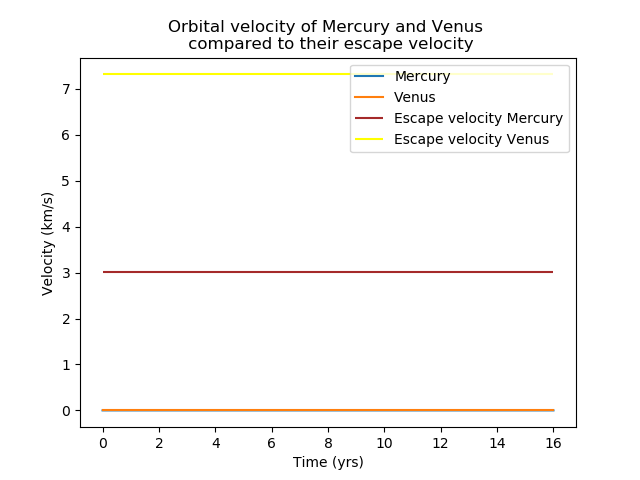 Orbital velocity of Mercury and Venus
compared to their escape velocity
Mercury
Venus
Escape velocity Mercury
Escape velocity Venus
Velocity (km/s)
7
6
5
4
3
2
1
0
0 2 4 6 8 10 12 14 16
Time (yrs)